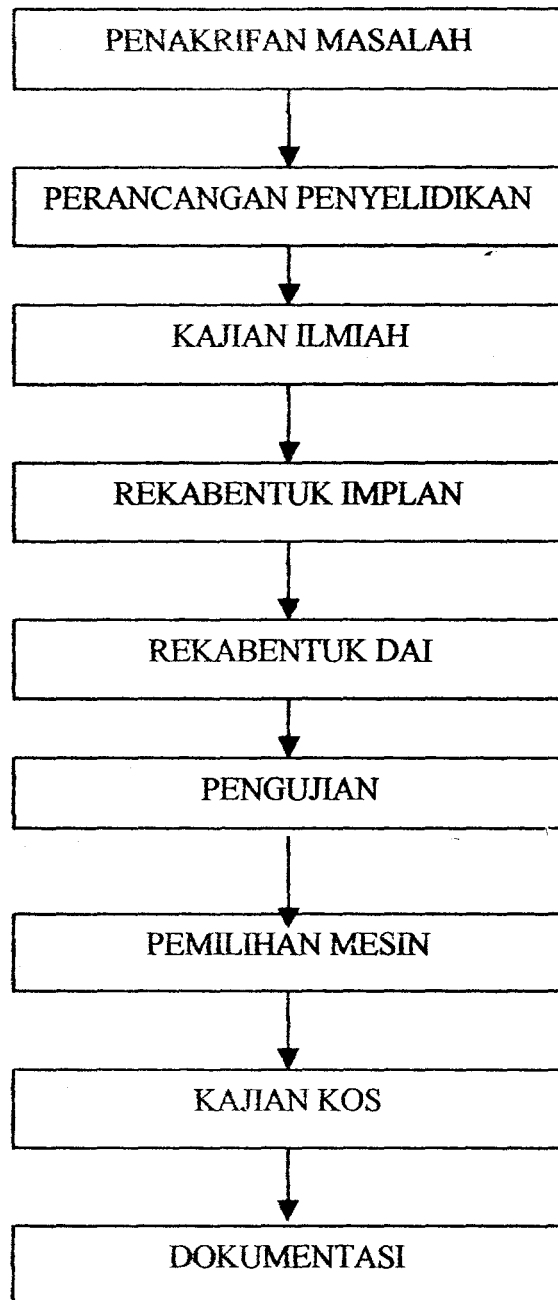 PENAKRIFAN MASALAH
PERANCANGAN PENYELIDIKAN
KAJIAN ILMIAH
REKABENTUK IMPLAN
REKABENTUK DAI
PENGUJIAN
PEMILIHAN MESIN
KAJIAN KOS
DOKUMENTASI